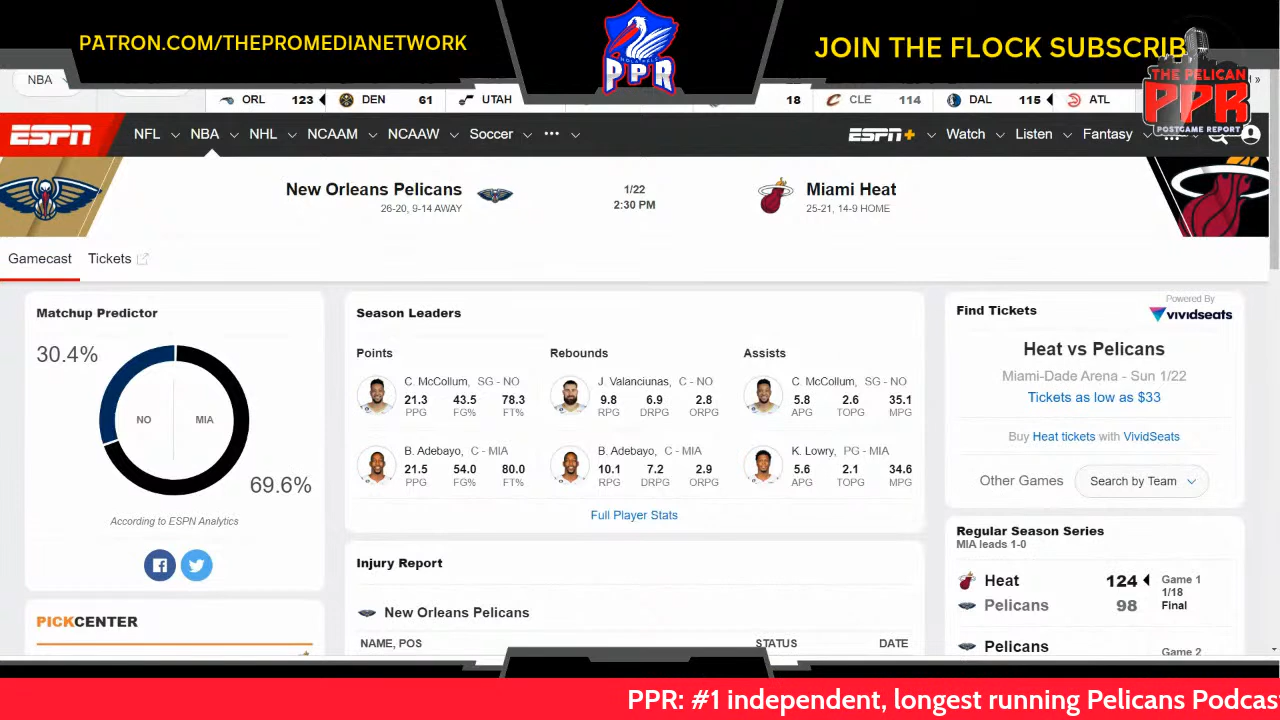 PATRON.COM/THEPROMEDIANETWORK
PPR
JOIN THE FLOCK SUBSCRIB
THE PELICAN
PPR
POSTGAME REPORT
NBA
ORL 123 DEN 61 UTAH 18 CLE 114 DAL 115 ATL
ESPN NFL NBA NHL NCAAM NCAAW Soccer ••• ESPN+ Watch Listen Fantasy •••
New Orleans Pelicans
26-20, 9-14 AWAY
1/22
2:30 PM
Miami Heat
25-21, 14-9 HOME
Gamecast Tickets
Matchup Predictor
30.4%
NO MIA
69.6%
According to ESPN Analytics
PICKCENTER
Season Leaders
Points Rebounds Assists
C. McCollum, SG - NO J. Valanciunas, C - NO C. McCollum, SG - NO
21.3 43.5 78.3 9.8 6.9 2.8 5.8 2.6 35.1
PPG FG% FT% RPG DRPG ORPG APG TOPG MPG
B. Adebayo, C - MIA B. Adebayo, C - MIA K. Lowry, PG - MIA
21.5 54.0 80.0 10.1 7.2 2.9 5.6 2.1 34.6
PPG FG% FT% RPG DRPG ORPG APG TOPG MPG
Full Player Stats
Injury Report
New Orleans Pelicans
NAME, POS STATUS DATE
Find Tickets
Powered By
vividseats
Heat vs Pelicans
Miami-Dade Arena - Sun 1/22
Tickets as low as $33
Buy Heat tickets with VividSeats
Other Games Search by Team
Regular Season Series
MIA leads 1-0
Heat 124 Game 1
1/18
Pelicans 98 Final
Pelicans Game 2
PPR: #1 independent, longest running Pelicans Podcas